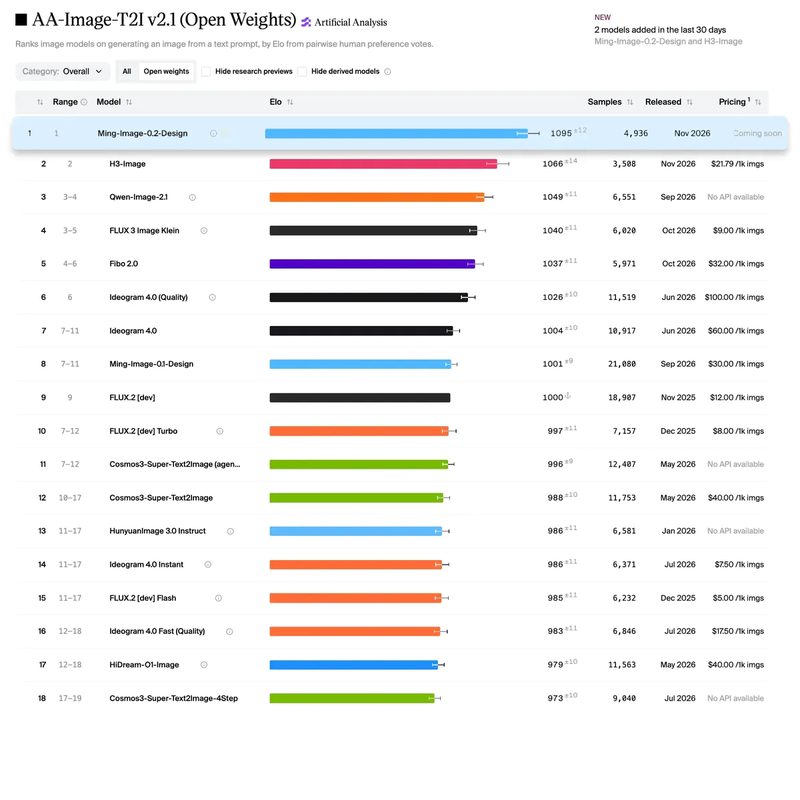 AA-Image-T2I v2.1 (Open Weights) Artificial Analysis
Ranks image models on generating an image from a text prompt, by Elo from pairwise human preference votes.
NEW
2 models added in the last 30 days
Ming-Image-0.2-Design and H3-Image
Category: Overall All Open weights Hide research previews Hide derived models
Range Model Elo Samples Released Pricing 1
1 1 Ming-Image-0.2-Design 1095 ±12 4,936 Nov 2026 Coming soon
2 2 H3-Image 1066 ±14 3,508 Nov 2026 $21.79 /1k imgs
3 3–4 Qwen-Image-2.1 1049 ±11 6,551 Sep 2026 No API available
4 3–5 FLUX 3 Image Klein 1040 ±11 6,020 Oct 2026 $9.00 /1k imgs
5 4–6 Fibo 2.0 1037 ±11 5,971 Oct 2026 $32.00 /1k imgs
6 6 Ideogram 4.0 (Quality) 1026 ±10 11,519 Jun 2026 $100.00 /1k imgs
7 7–11 Ideogram 4.0 1004 ±10 10,917 Jun 2026 $60.00 /1k imgs
8 7–11 Ming-Image-0.1-Design 1001 ±9 21,080 Sep 2026 $30.00 /1k imgs
9 9 FLUX.2 [dev] 1000 18,907 Nov 2025 $12.00 /1k imgs
10 7–12 FLUX.2 [dev] Turbo 997 ±11 7,157 Dec 2025 $8.00 /1k imgs
11 7–12 Cosmos3-Super-Text2Image (agen... 996 ±9 12,407 May 2026 No API available
12 10–17 Cosmos3-Super-Text2Image 988 ±10 11,753 May 2026 $40.00 /1k imgs
13 11–17 HunyuanImage 3.0 Instruct 986 ±11 6,581 Jan 2026 No API available
14 11–17 Ideogram 4.0 Instant 986 ±11 6,371 Jul 2026 $7.50 /1k imgs
15 11–17 FLUX.2 [dev] Flash 985 ±11 6,232 Dec 2025 $5.00 /1k imgs
16 12–18 Ideogram 4.0 Fast (Quality) 983 ±11 6,846 Jul 2026 $17.50 /1k imgs
17 12–18 HiDream-O1-Image 979 ±10 11,563 May 2026 $40.00 /1k imgs
18 17–19 Cosmos3-Super-Text2Image-4Step 973 ±10 9,040 Jul 2026 No API available